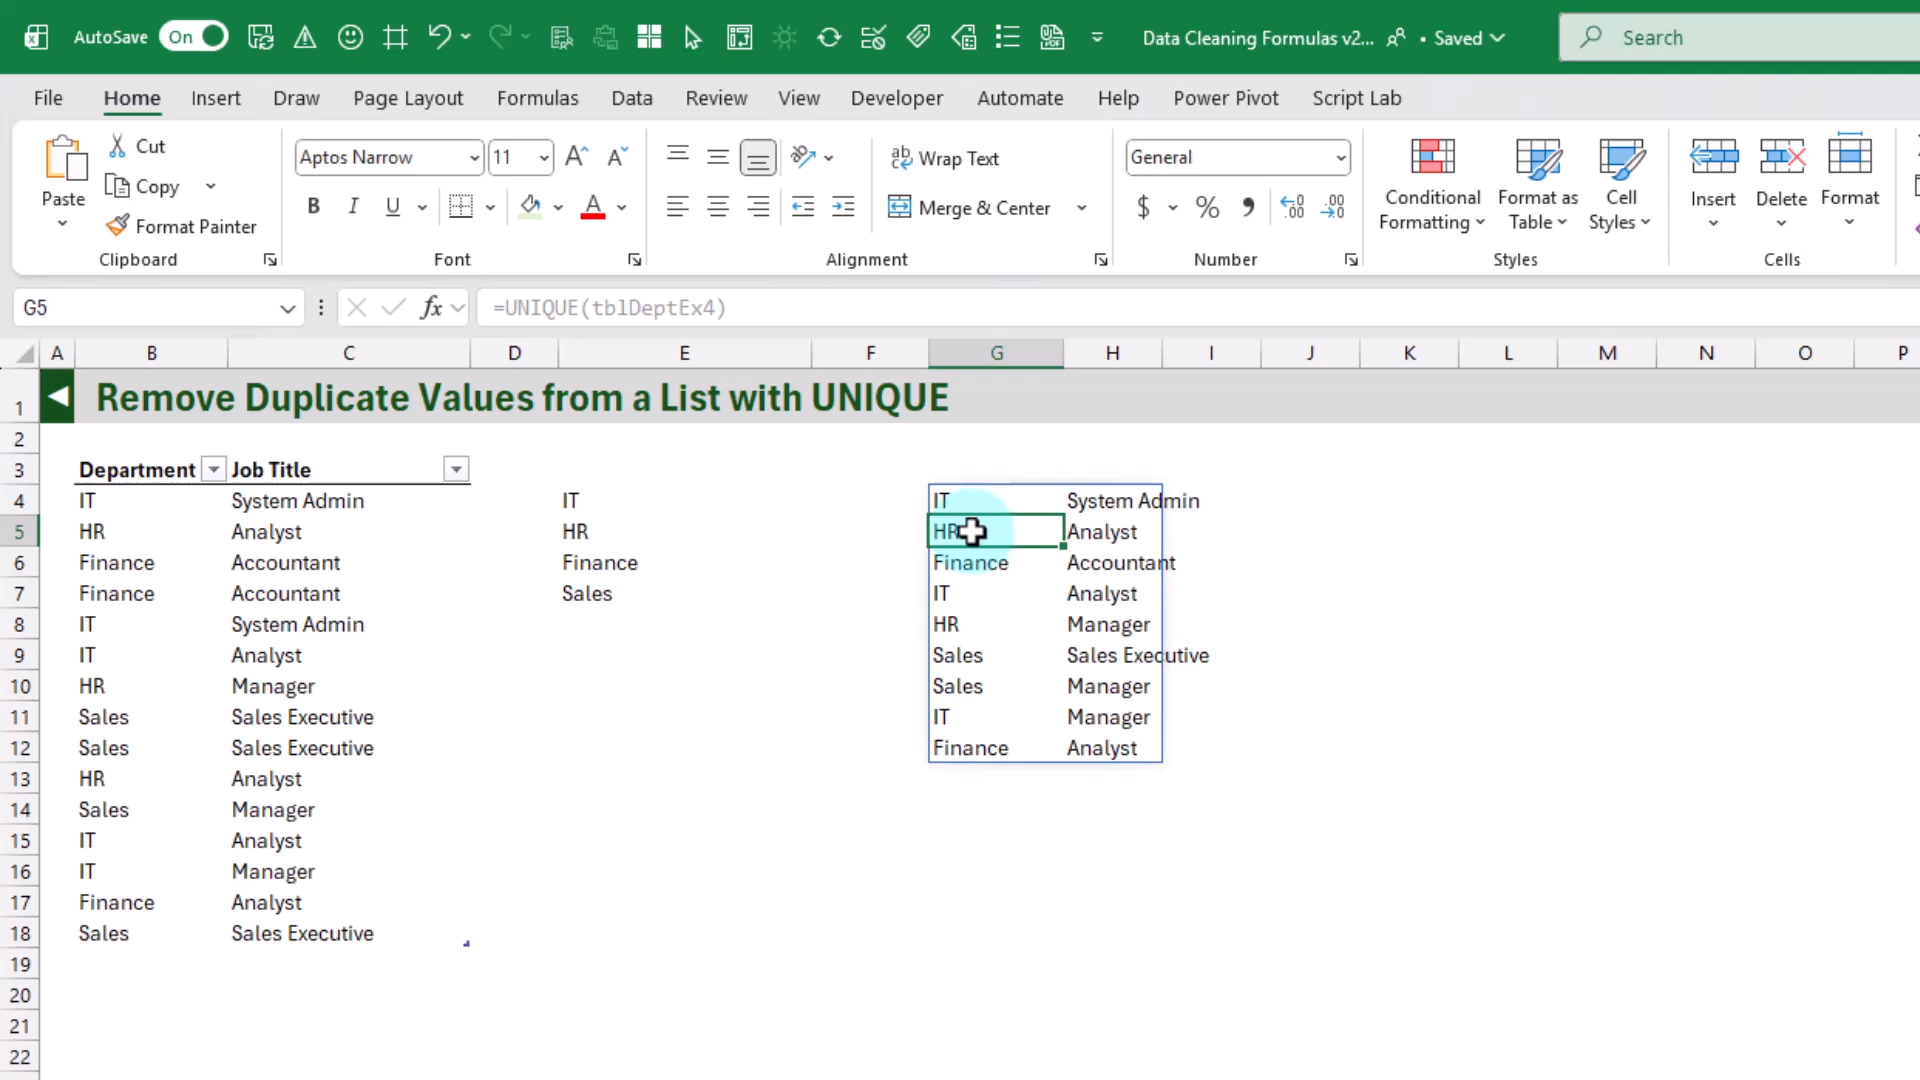 AutoSave On Data Cleaning Formulas v2... • Saved Search
File Home Insert Draw Page Layout Formulas Data Review View Developer Automate Help Power Pivot Script Lab
Paste Cut Copy Format Painter Clipboard
Aptos Narrow 11 B I U Font
Wrap Text Merge & Center Alignment
General $ % Number
Conditional Formatting Format as Table Cell Styles Styles
Insert Delete Format Cells
G5 fx =UNIQUE(tblDeptEx4)
A B C D E F G H I J K L M N O P
1 Remove Duplicate Values from a List with UNIQUE
2
3 Department Job Title
4 IT System Admin IT IT System Admin
5 HR Analyst HR HR Analyst
6 Finance Accountant Finance Finance Accountant
7 Finance Accountant Sales IT Analyst
8 IT System Admin HR Manager
9 IT Analyst Sales Sales Executive
10 HR Manager Sales Manager
11 Sales Sales Executive IT Manager
12 Sales Sales Executive Finance Analyst
13 HR Analyst
14 Sales Manager
15 IT Analyst
16 IT Manager
17 Finance Analyst
18 Sales Sales Executive
19
20
21
22